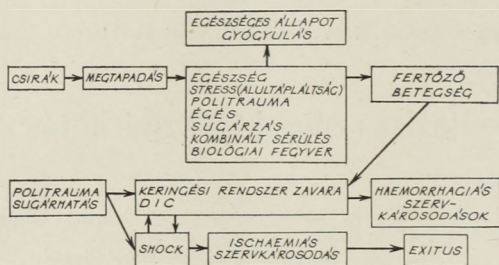 EGÉSZSÉGES ÁLLAPOT
GYÓGYULÁS
CSIRÁK
MEGTAPADÁS
EGÉSZSÉG
STRESS(ALULTÁPLÁLTSÁG)
POLITRAUMA
ÉGÉS
SUGÁRZÁS
KOMBINÁLT SÉRÜLÉS
BIOLÓGIAI FEGYVER
FERTŐZŐ
BETEGSÉG
POLITRAUMA
SUGÁRHATÁS
KERINGÉSI RENDSZER ZAVARA
DIC
HAEMORRHAGIÁS
SZERV-
KÁROSODÁSOK
SHOCK
ISCHAEMIÁS
SZERVKÁROSODÁS
EXITUS